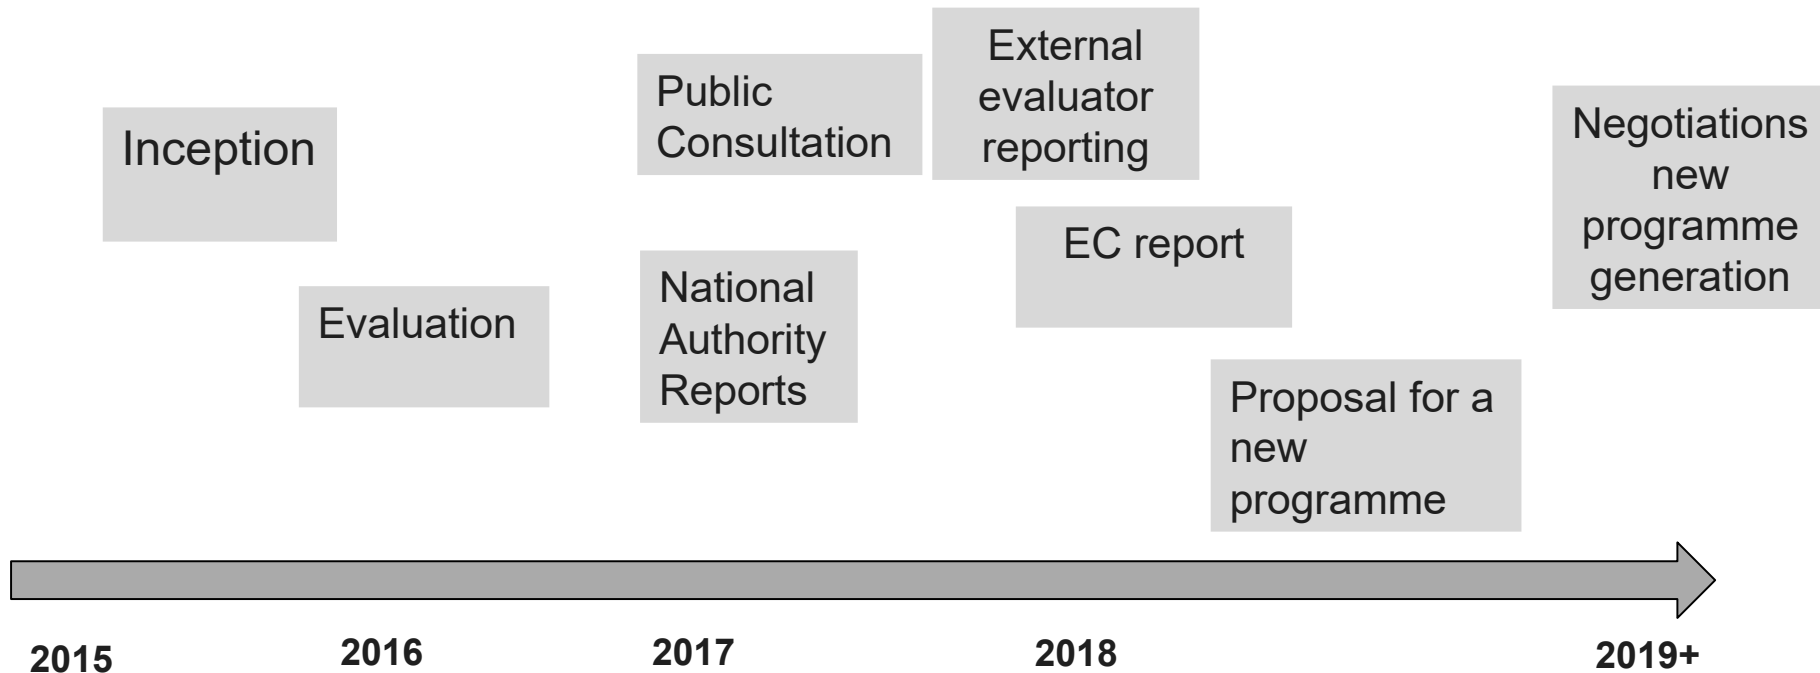 Inception
Evaluation
Public
Consultation
National
Authority
Reports
External
evaluator
reporting
EC report
Proposal for a
new
programme
Negotiations
new
programme
generation
2015
2016
2017
2018
2019+